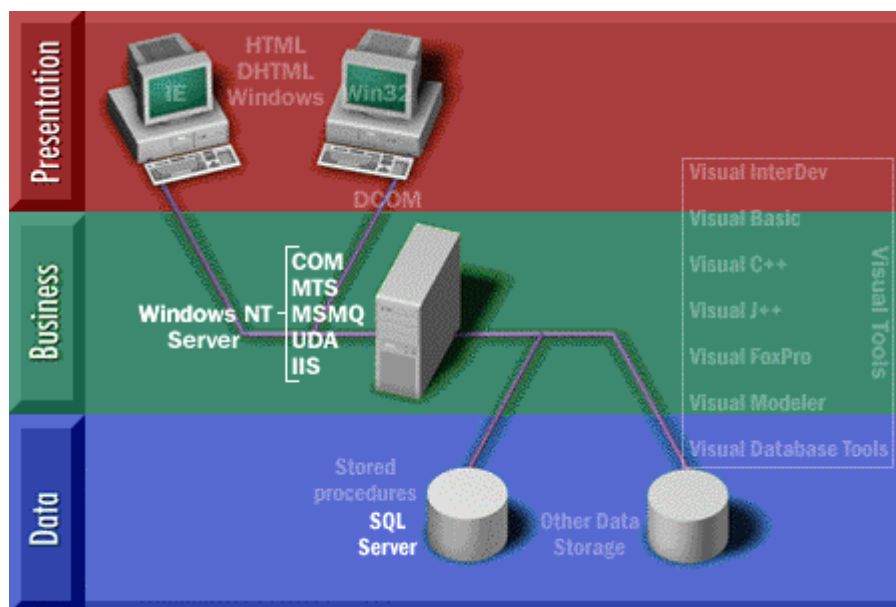 Presentation
IE
HTML
DHTML
Windows
Win32
DCOM
Business
Windows NT
Server
COM
MTS
MSMQ
UDA
IIS
Visual InterDev
Visual Basic
Visual C++
Visual J++
Visual FoxPro
Visual Modeler
Visual Database Tools
Visual Tools
Data
Stored
procedures
SQL
Server
Other Data
Storage